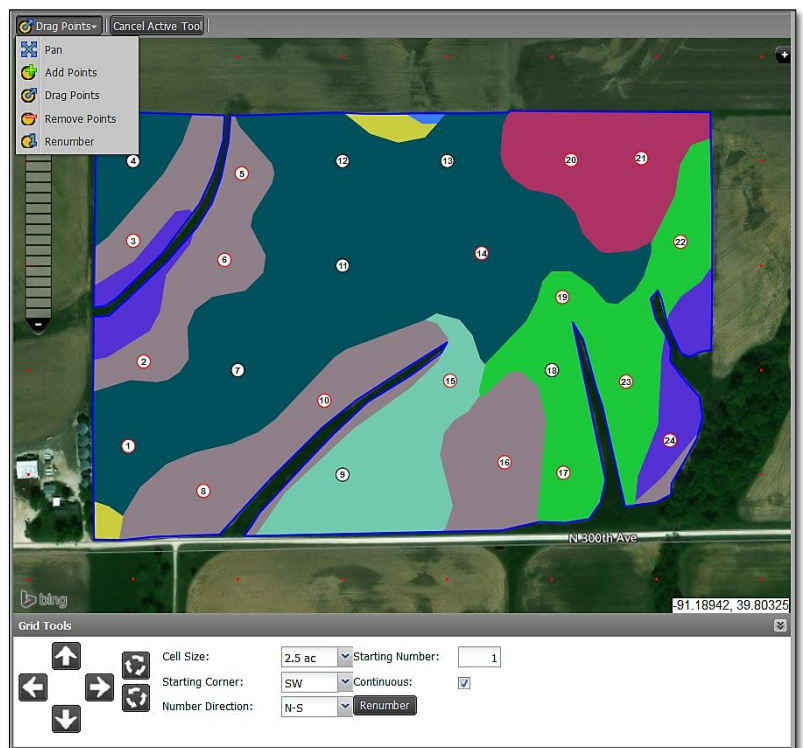 Drag Points Cancel Active Tool
Pan
Add Points
Drag Points
Remove Points
Renumber
4
12
13
20
21
5
3
22
6
14
11
19
2
7
18
15
23
10
1
24
16
9
17
8
N 300th Ave
bing
-91.18942, 39.80325
Grid Tools
Cell Size: 2.5 ac Starting Number: 1
Starting Corner: SW Continuous:
Number Direction: N-S Renumber